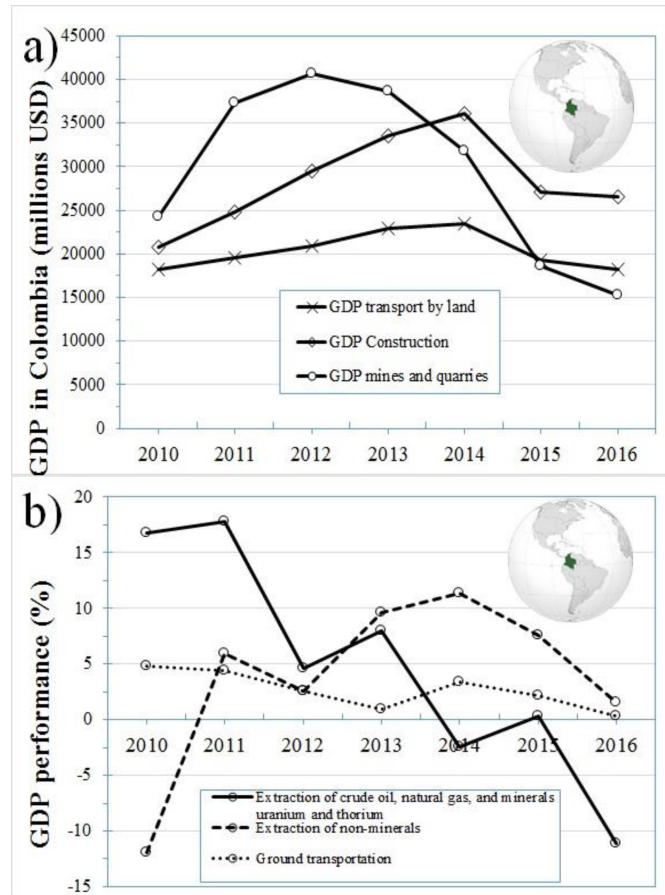 a)
GDP in Colombia (millions USD)
45000
40000
35000
30000
25000
20000
15000
10000
5000
0
2010 2011 2012 2013 2014 2015 2016
GDP transport by land
GDP Construction
GDP mines and quarries
b)
GDP performance (%)
20
15
10
5
0
-5
-10
-15
2010 2011 2012 2013 2014 2015 2016
Extraction of crude oil, natural gas, and minerals
uranium and thorium
Extraction of non-minerals
Ground transportation